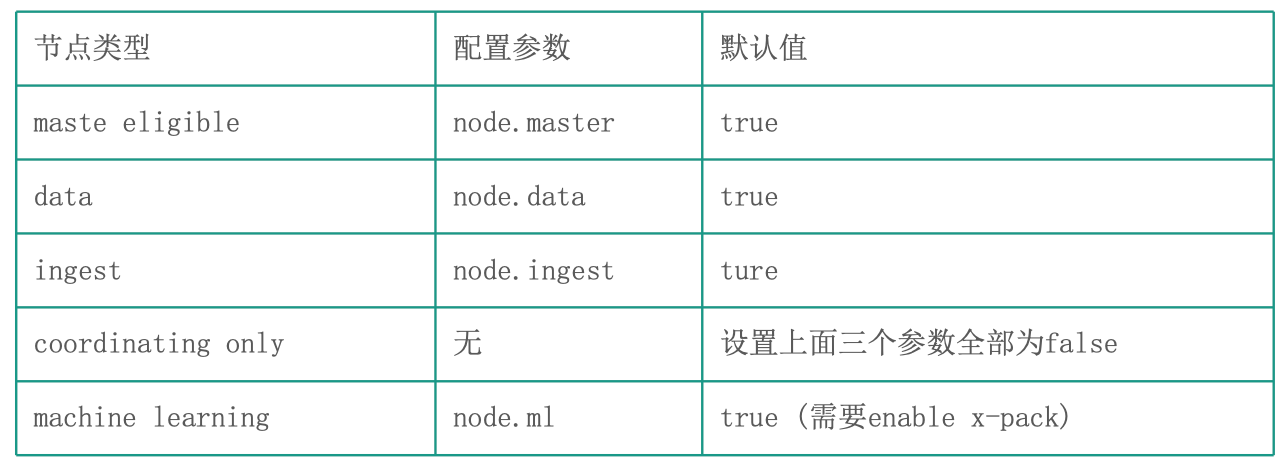 节点类型 配置参数 默认值
maste eligible node.master true
data node.data true
ingest node.ingest ture
coordinating only 无 设置上面三个参数全部为false
machine learning node.ml true (需要enable x-pack)